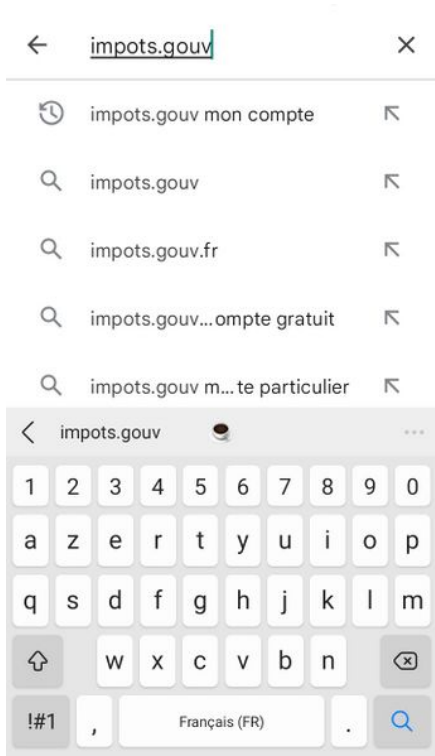 impots.gouv
impots.gouv mon compte
impots.gouv
impots.gouv.fr
impots.gouv...ompte gratuit
impots.gouv m...te particulier
impots.gouv
1 2 3 4 5 6 7 8 9 0
a z e r t y u i o p
q s d f g h j k l m
w x c v b n
!#1 , Français (FR) .